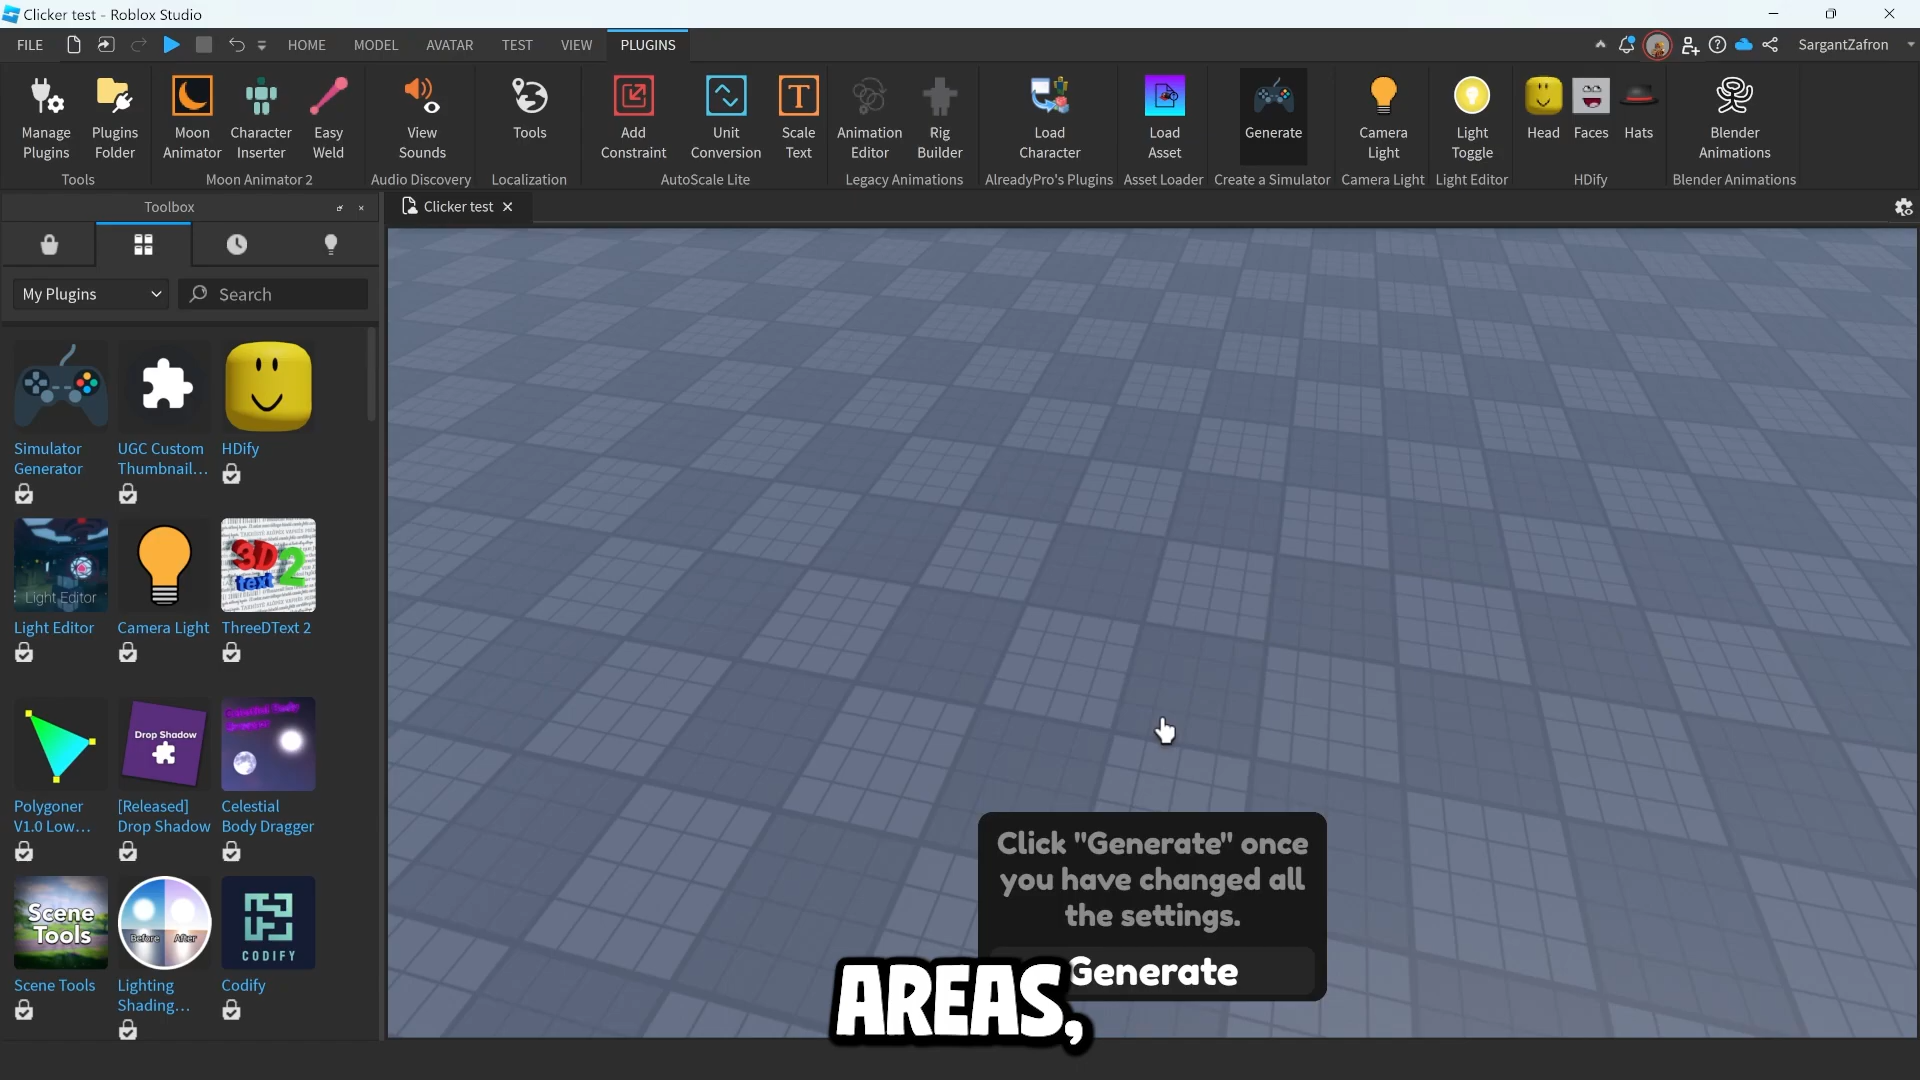 Clicker test - Roblox Studio
FILE HOME MODEL AVATAR TEST VIEW PLUGINS SargantZafron
Manage Plugins
Plugins Folder
Tools
Moon Animator
Character Inserter
Easy Weld
Moon Animator 2
View Sounds
Audio Discovery
Tools
Localization
Add Constraint
Unit Conversion
T
Scale Text
AutoScale Lite
Animation Editor
Rig Builder
Legacy Animations
Load Character
AlreadyPro's Plugins
Load Asset
Asset Loader
Generate
Create a Simulator
Camera Light
Camera Light
Light Toggle
Light Editor
Head
Faces
Hats
HDify
Blender Animations
Blender Animations
Toolbox
Clicker test
My Plugins
Search
Simulator Generator
UGC Custom Thumbnail...
HDify
Light Editor
Light Editor
Camera Light
3D text 2
ThreeDText 2
Polygoner V1.0 Low...
Drop Shadow
[Released] Drop Shadow
Celestial Body Dragger
Scene Tools
Scene Tools
Before After
Lighting Shading...
CODIFY
Codify
Click "Generate" once
you have changed all
the settings.
Generate
AREAS,